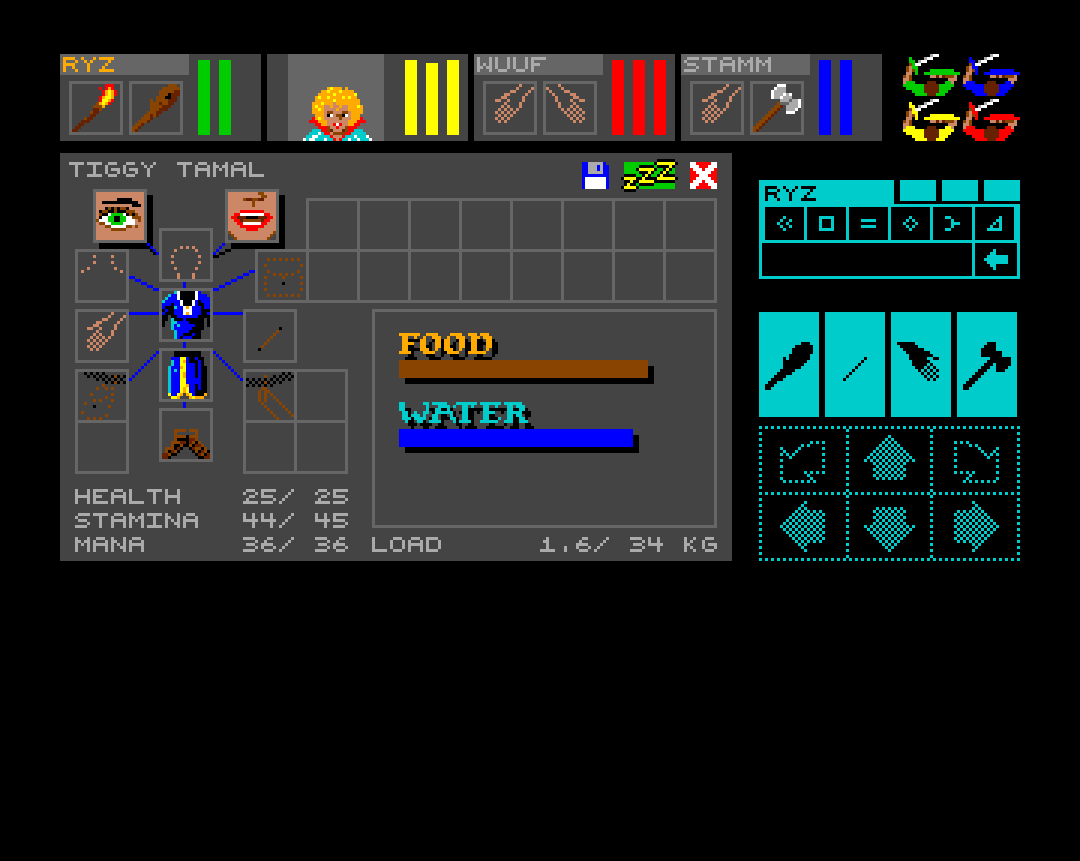 RYZ
WUUF
STAMM
TIGGY TAMAL
ZZZ
RYZ
FOOD
WATER
HEALTH 25/ 25
STAMINA 44/ 45
MANA 36/ 36
LOAD 1.6/ 34 KG